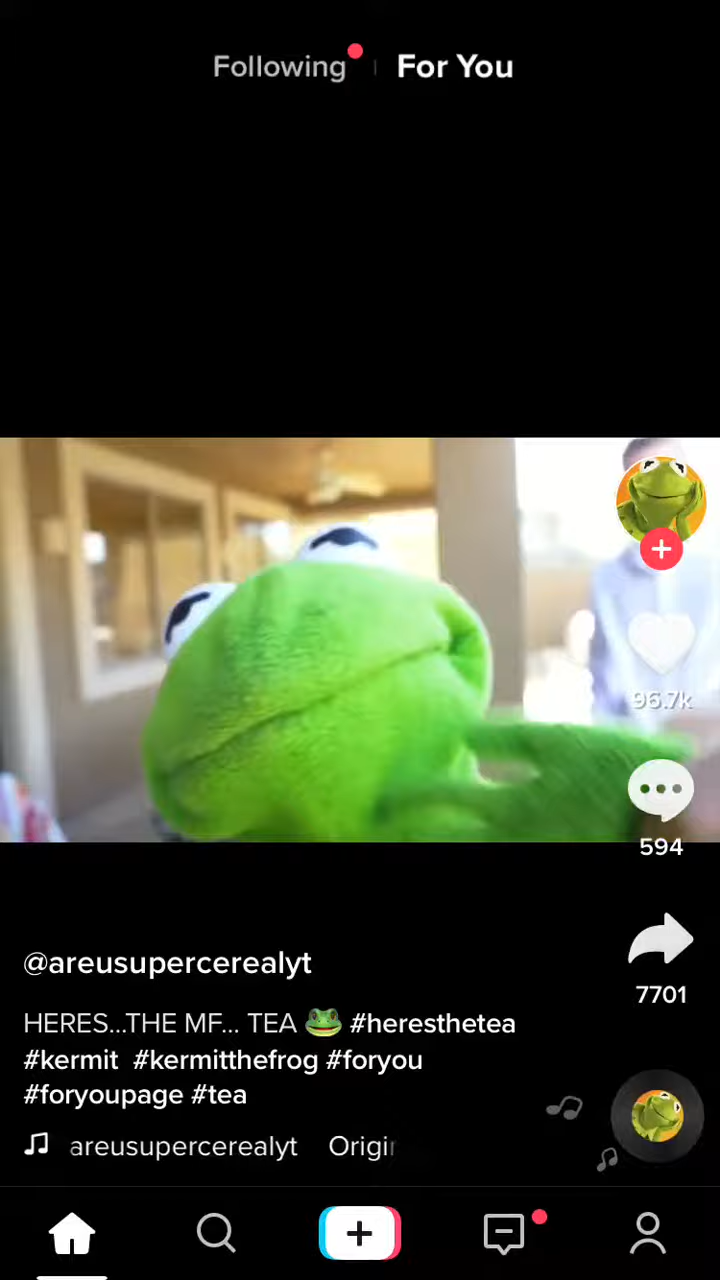 Following | For You
96.7k
594
7701
@areusupercerealyt
HERES...THE MF... TEA 🐸 #heresthetea
#kermit #kermitthefrog #foryou
#foryoupage #tea
areusupercerealyt Origi